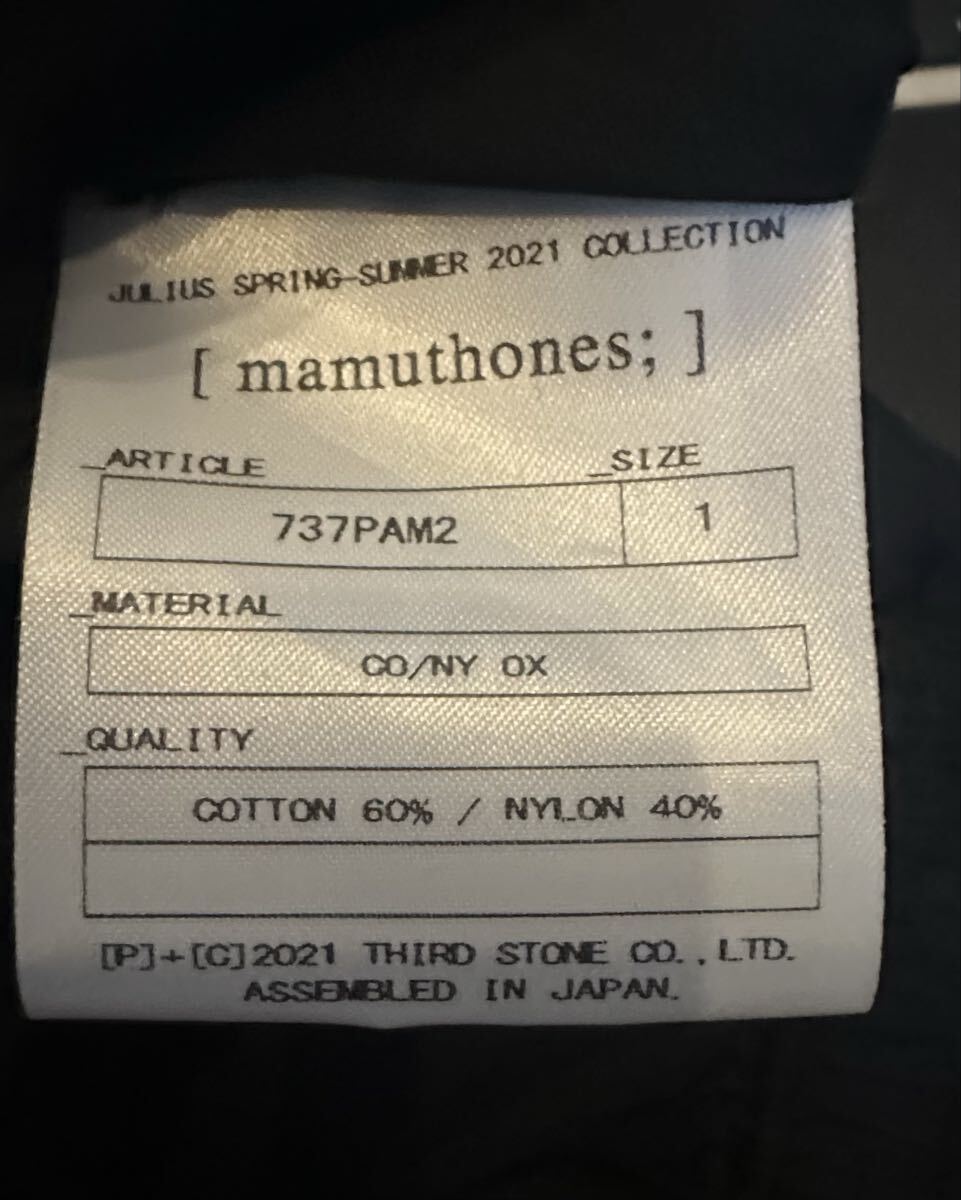 JULIUS SPRING-SUMMER 2021 COLLECTION
[ mamuthones; ]
_ARTICLE _SIZE
737PAM2 1
_MATERIAL
CO/NY OX
_QUALITY
COTTON 60% / NYLON 40%
[P]+[C]2021 THIRD STONE CO.,LTD.
ASSEMBLED IN JAPAN.